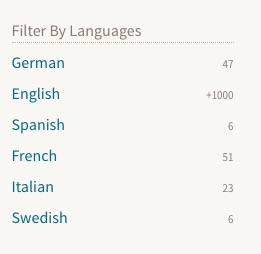 Filter By Languages
German 47
English +1000
Spanish 6
French 51
Italian 23
Swedish 6